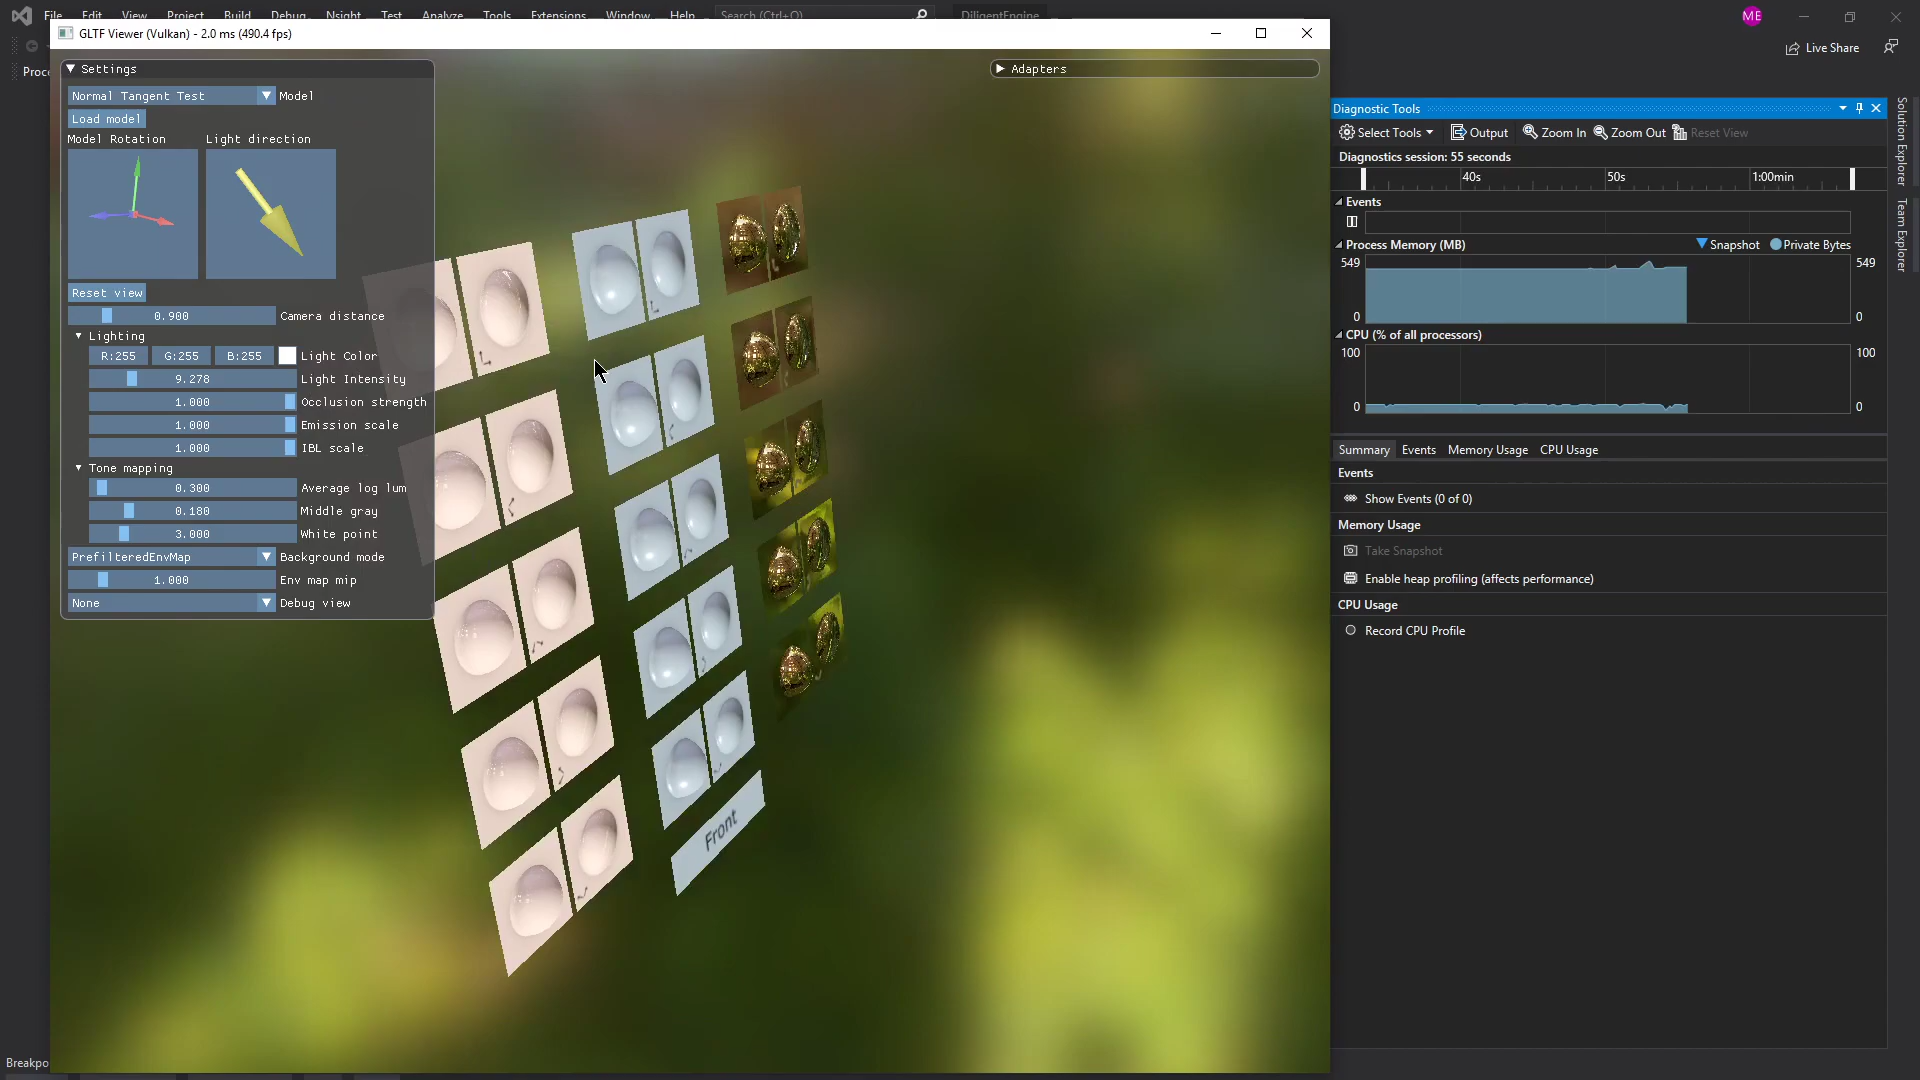 File Edit View Project Build Debug Nsight Test Analyze Tools Extensions Window Help Search (Ctrl+Q) DiligentEngine ME
GLTF Viewer (Vulkan) - 2.0 ms (490.4 fps)
Live Share
Proce
Settings
Adapters
Normal Tangent Test Model
Load model
Model Rotation Light direction
Reset view
0.900 Camera distance
Lighting
R:255 G:255 B:255 Light Color
9.278 Light Intensity
1.000 Occlusion strength
1.000 Emission scale
1.000 IBL scale
Tone mapping
0.300 Average log lum
0.180 Middle gray
3.000 White point
PrefilteredEnvMap Background mode
1.000 Env map mip
None Debug view
Front
Diagnostic Tools
Select Tools Output Zoom In Zoom Out Reset View
Diagnostics session: 55 seconds
40s 50s 1:00min
Events
Process Memory (MB) Snapshot Private Bytes
549 549
0 0
CPU (% of all processors)
100 100
0 0
Summary Events Memory Usage CPU Usage
Events
Show Events (0 of 0)
Memory Usage
Take Snapshot
Enable heap profiling (affects performance)
CPU Usage
Record CPU Profile
Solution Explorer
Team Explorer
Breakpo